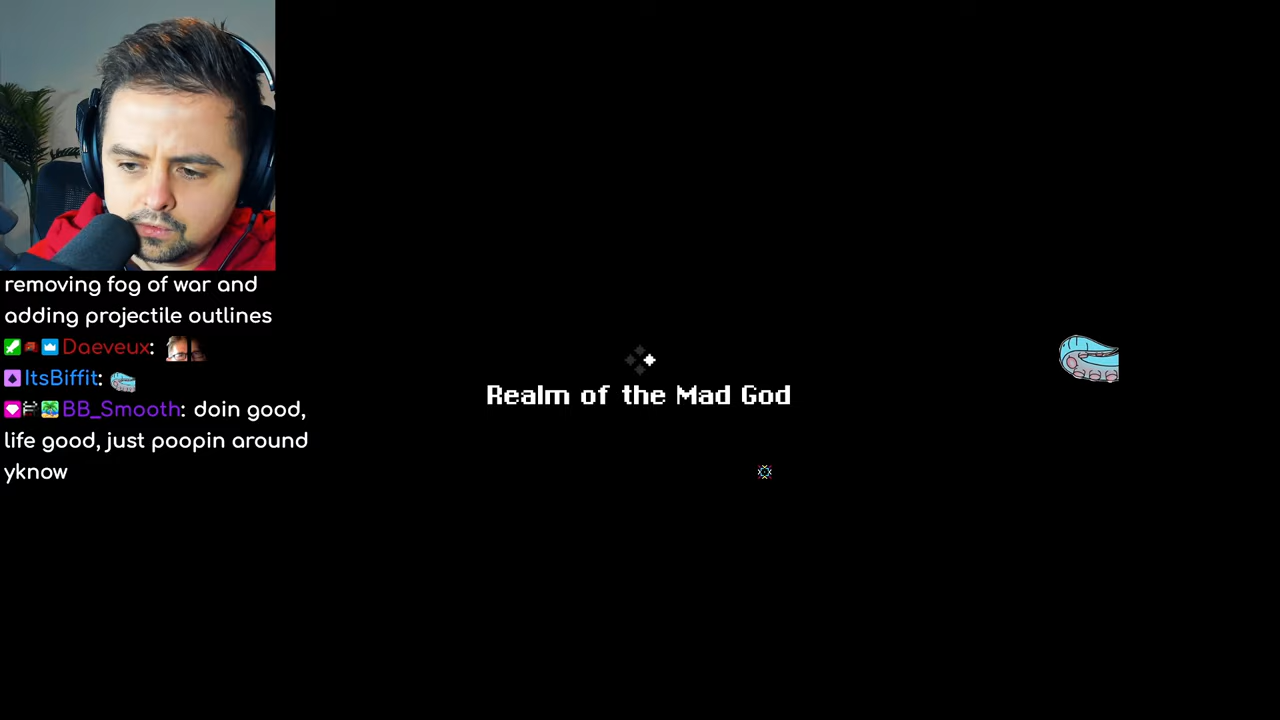 removing fog of war and
adding projectile outlines
Daeveux:
ItsBiffit:
BB_Smooth: doin good,
life good, just poopin around
yknow
Realm of the Mad God